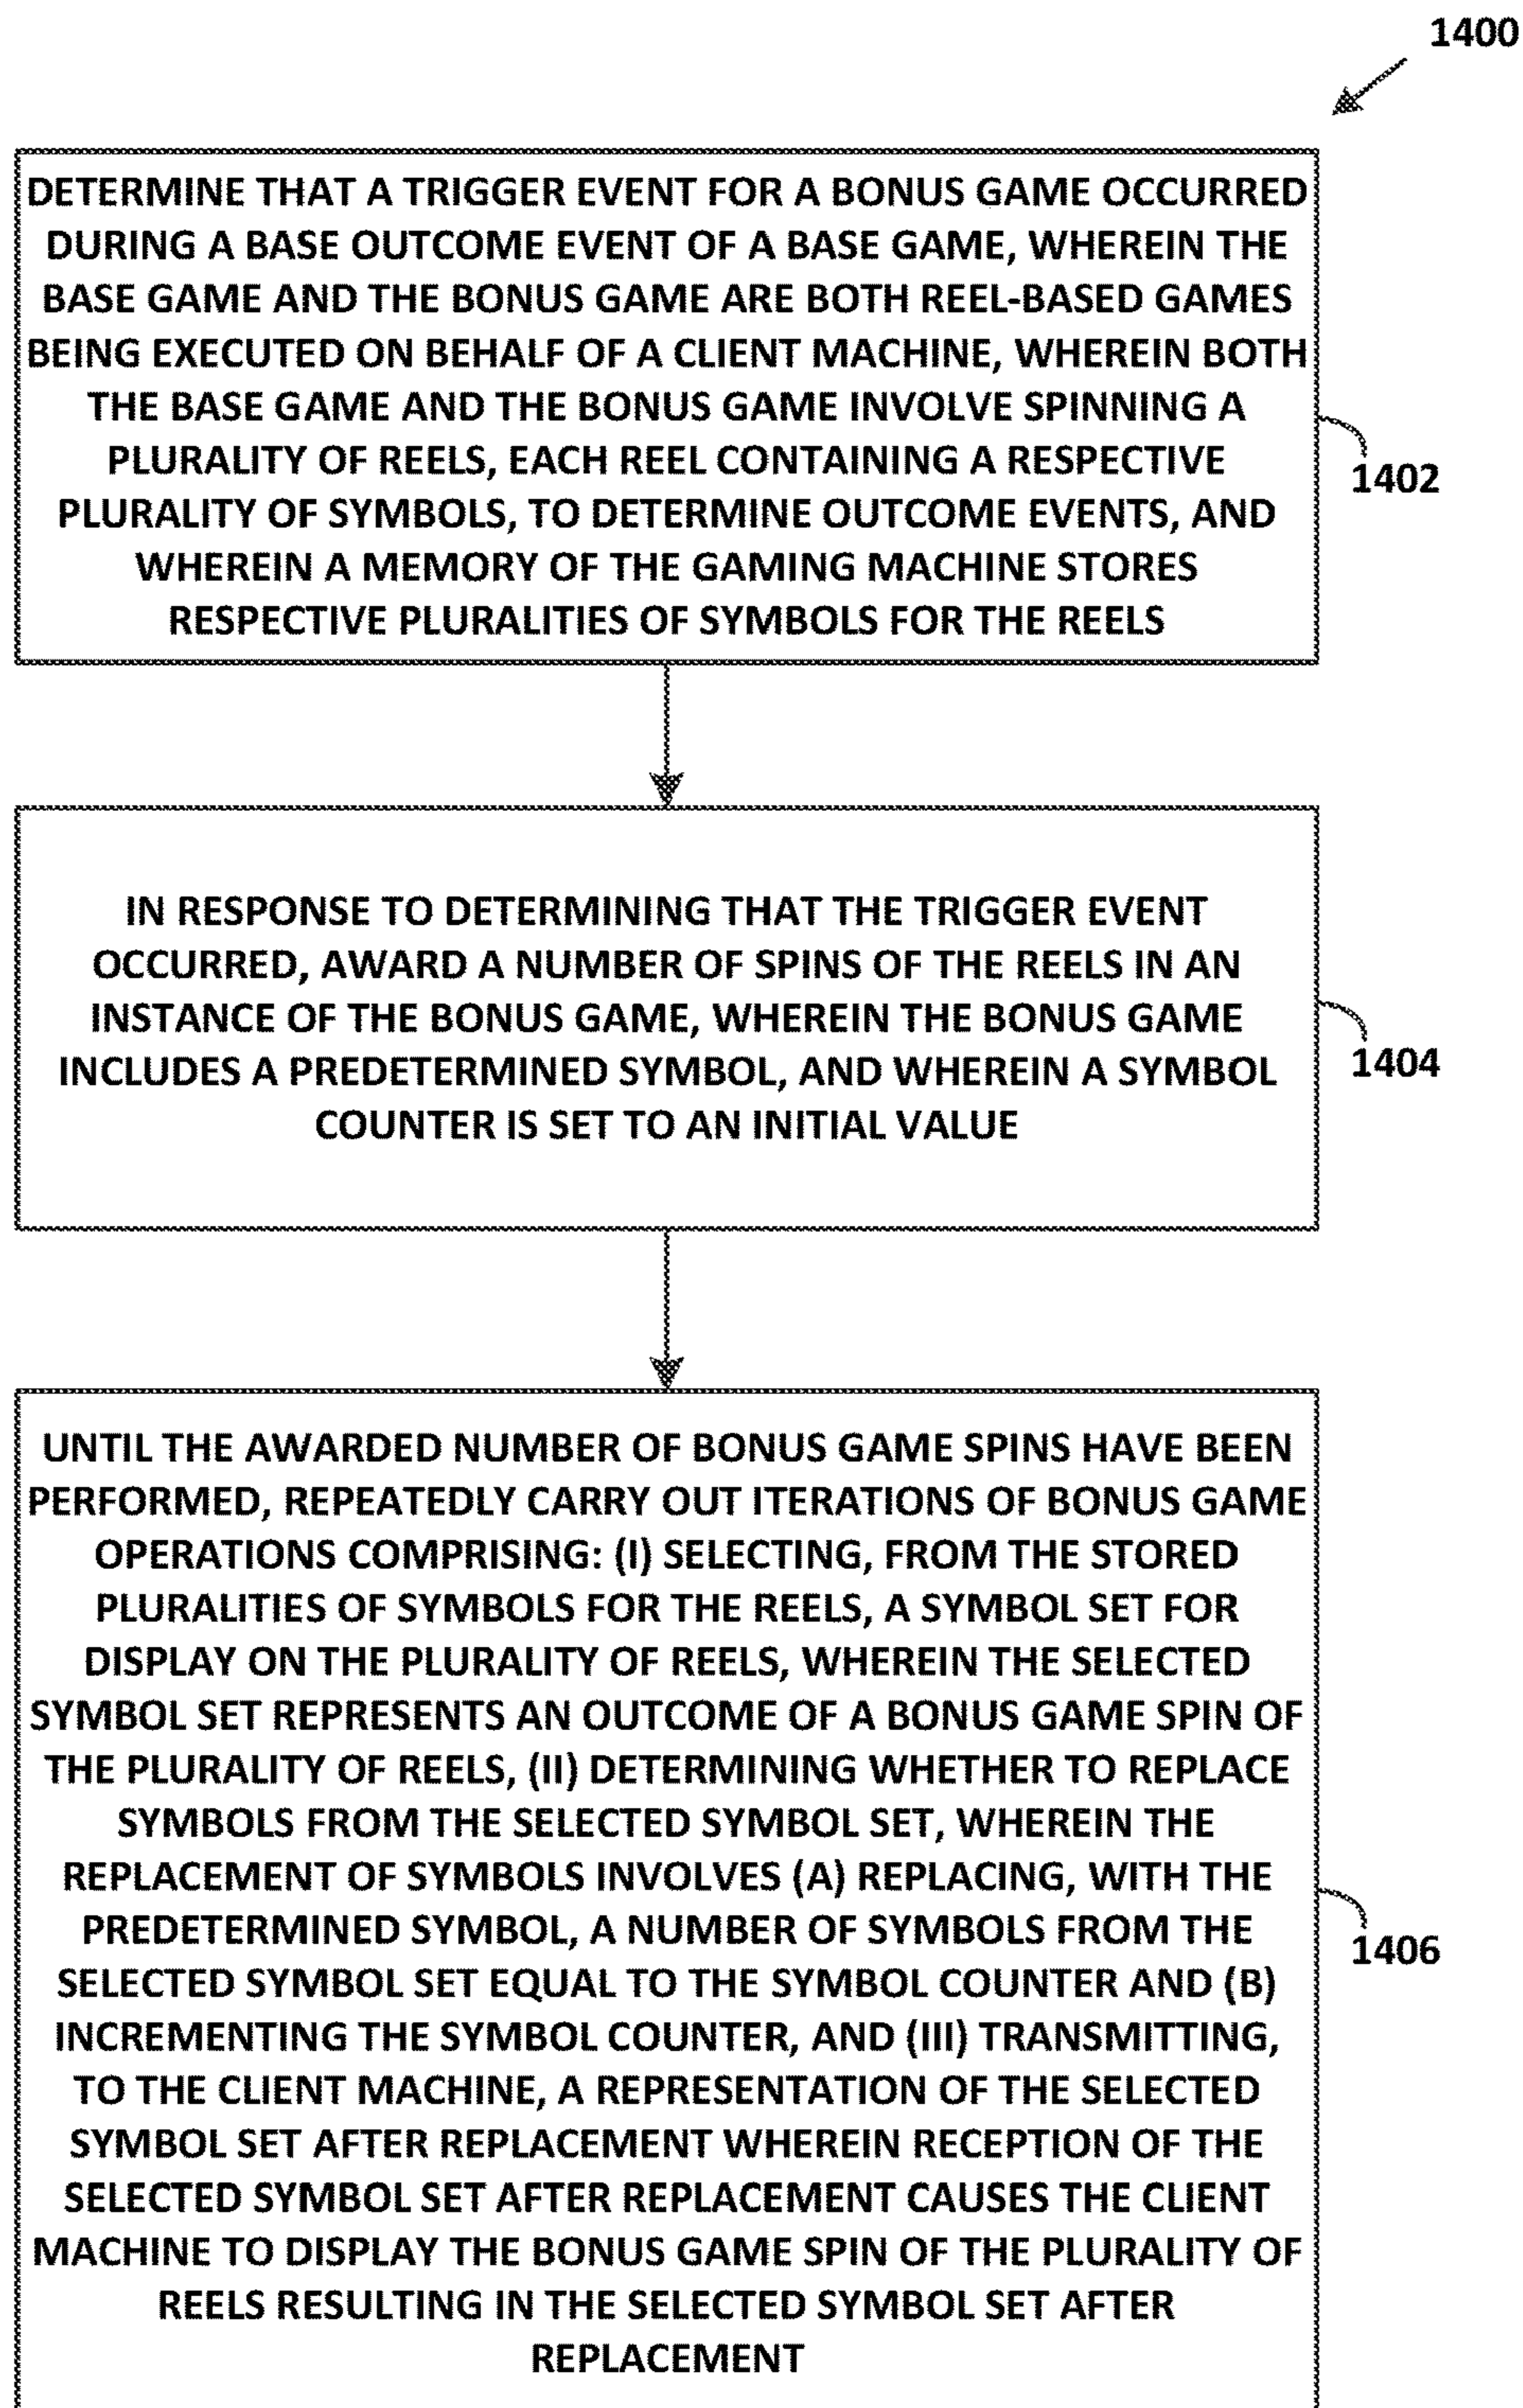 1400
DETERMINE THAT A TRIGGER EVENT FOR A BONUS GAME OCCURRED
DURING A BASE OUTCOME EVENT OF A BASE GAME, WHEREIN THE
BASE GAME AND THE BONUS GAME ARE BOTH REEL-BASED GAMES
BEING EXECUTED ON BEHALF OF A CLIENT MACHINE, WHEREIN BOTH
THE BASE GAME AND THE BONUS GAME INVOLVE SPINNING A
PLURALITY OF REELS, EACH REEL CONTAINING A RESPECTIVE
PLURALITY OF SYMBOLS, TO DETERMINE OUTCOME EVENTS, AND
WHEREIN A MEMORY OF THE GAMING MACHINE STORES
RESPECTIVE PLURALITIES OF SYMBOLS FOR THE REELS
1402
IN RESPONSE TO DETERMINING THAT THE TRIGGER EVENT
OCCURRED, AWARD A NUMBER OF SPINS OF THE REELS IN AN
INSTANCE OF THE BONUS GAME, WHEREIN THE BONUS GAME
INCLUDES A PREDETERMINED SYMBOL, AND WHEREIN A SYMBOL
COUNTER IS SET TO AN INITIAL VALUE
1404
UNTIL THE AWARDED NUMBER OF BONUS GAME SPINS HAVE BEEN
PERFORMED, REPEATEDLY CARRY OUT ITERATIONS OF BONUS GAME
OPERATIONS COMPRISING: (I) SELECTING, FROM THE STORED
PLURALITIES OF SYMBOLS FOR THE REELS, A SYMBOL SET FOR
DISPLAY ON THE PLURALITY OF REELS, WHEREIN THE SELECTED
SYMBOL SET REPRESENTS AN OUTCOME OF A BONUS GAME SPIN OF
THE PLURALITY OF REELS, (II) DETERMINING WHETHER TO REPLACE
SYMBOLS FROM THE SELECTED SYMBOL SET, WHEREIN THE
REPLACEMENT OF SYMBOLS INVOLVES (A) REPLACING, WITH THE
PREDETERMINED SYMBOL, A NUMBER OF SYMBOLS FROM THE
SELECTED SYMBOL SET EQUAL TO THE SYMBOL COUNTER AND (B)
INCREMENTING THE SYMBOL COUNTER, AND (III) TRANSMITTING,
TO THE CLIENT MACHINE, A REPRESENTATION OF THE SELECTED
SYMBOL SET AFTER REPLACEMENT WHEREIN RECEPTION OF THE
SELECTED SYMBOL SET AFTER REPLACEMENT CAUSES THE CLIENT
MACHINE TO DISPLAY THE BONUS GAME SPIN OF THE PLURALITY OF
REELS RESULTING IN THE SELECTED SYMBOL SET AFTER
REPLACEMENT
1406